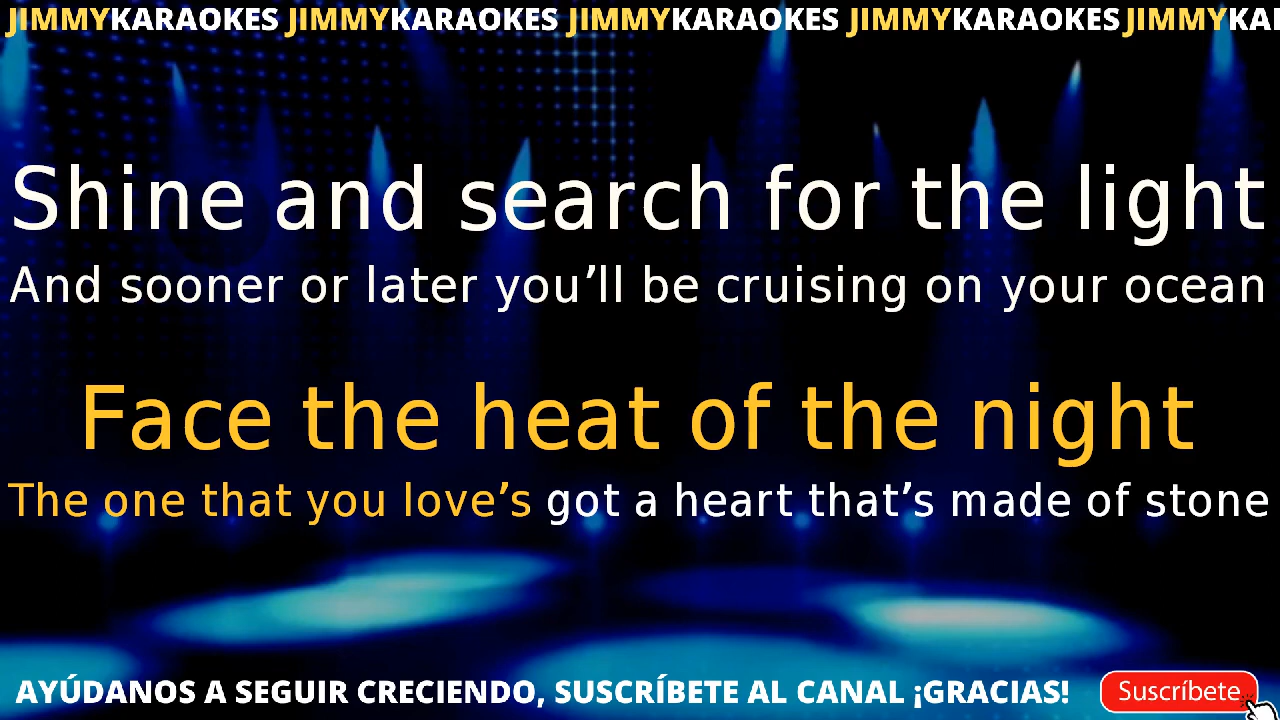 JIMMYKARAOKES JIMMYKARAOKES JIMMYKARAOKES JIMMYKARAOKES JIMMYKA
Shine and search for the light
And sooner or later you’ll be cruising on your ocean
Face the heat of the night
The one that you love’s got a heart that’s made of stone
AYÚDANOS A SEGUIR CRECIENDO, SUSCRÍBETE AL CANAL ¡GRACIAS!
Suscríbete